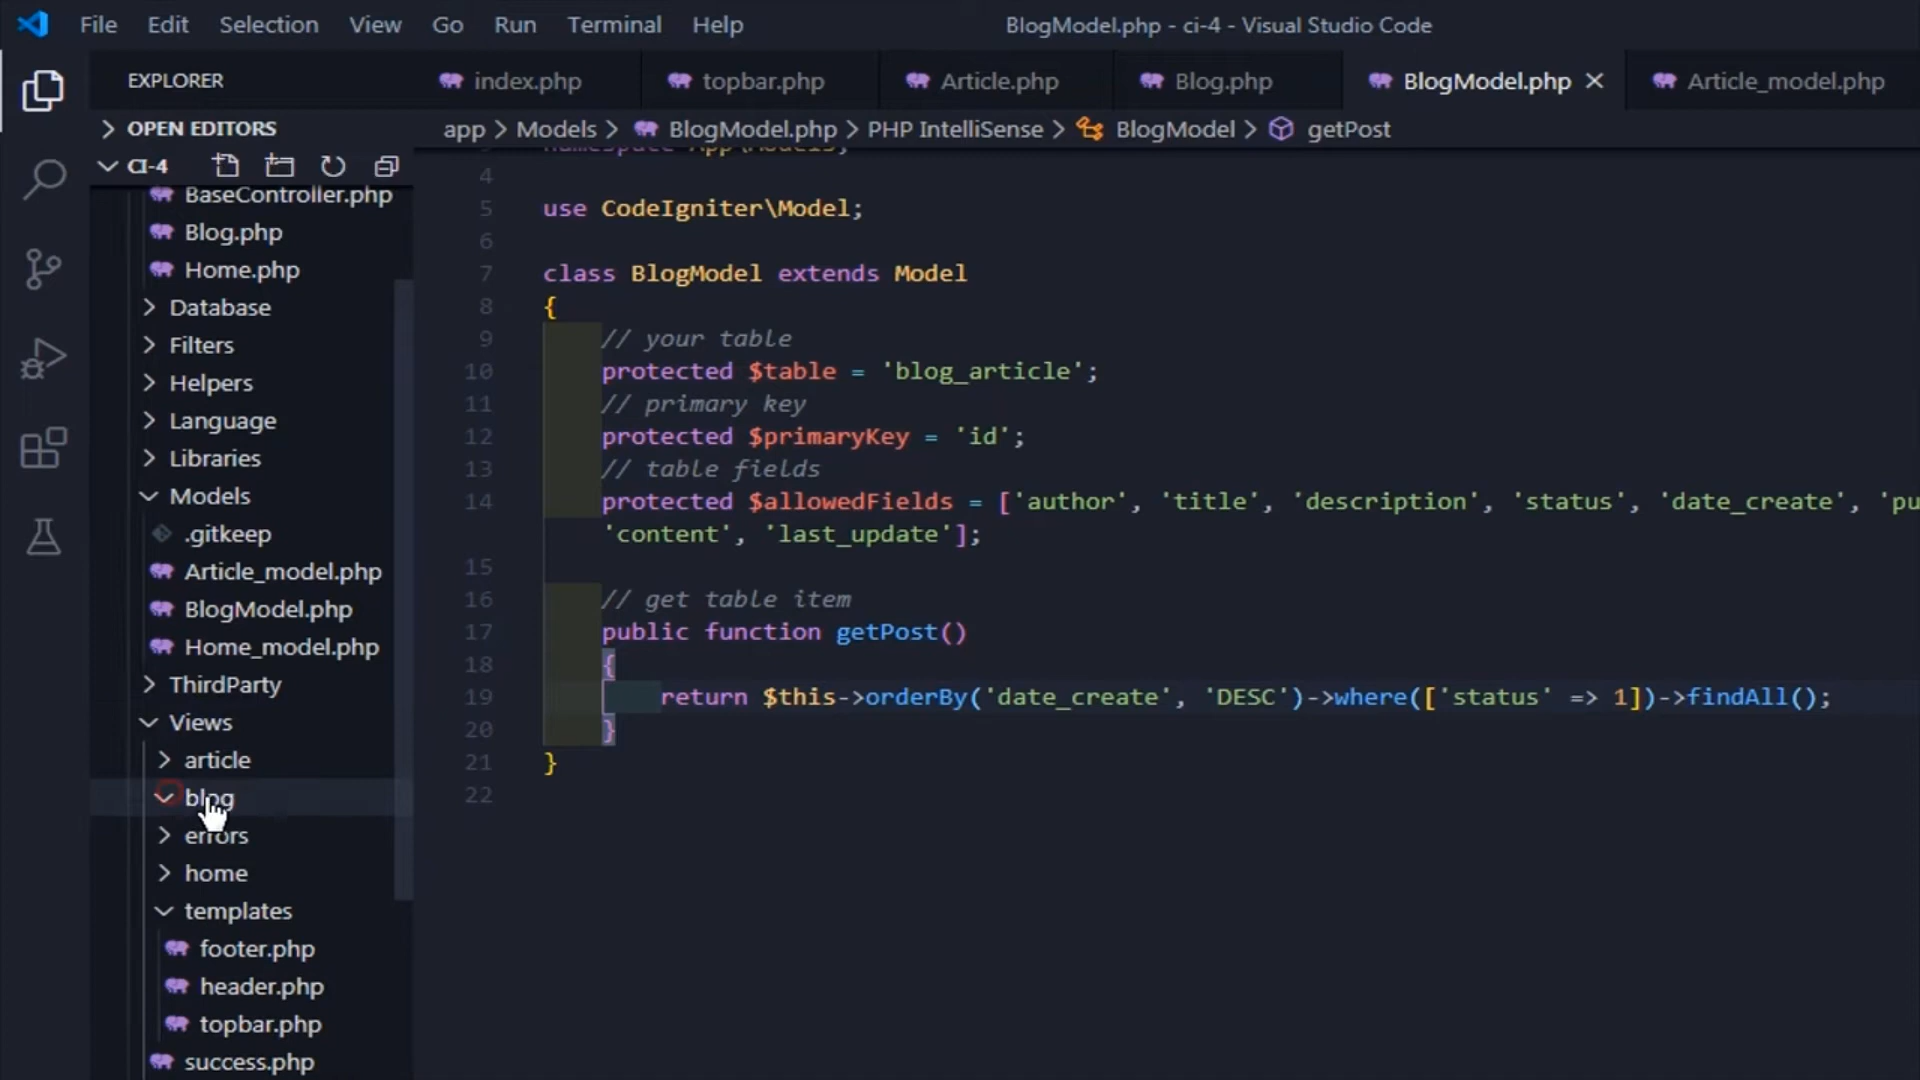 File Edit Selection View Go Run Terminal Help
BlogModel.php - ci-4 - Visual Studio Code
EXPLORER
index.php
topbar.php
Article.php
Blog.php
BlogModel.php
Article_model.php
OPEN EDITORS
app > Models > BlogModel.php > PHP IntelliSense > BlogModel > getPost
CI-4
BaseController.php
Blog.php
Home.php
Database
Filters
Helpers
Language
Libraries
Models
.gitkeep
Article_model.php
BlogModel.php
Home_model.php
ThirdParty
Views
article
blog
errors
home
templates
footer.php
header.php
topbar.php
success.php
namespace App\Models;
4
5 use CodeIgniter\Model;
6
7 class BlogModel extends Model
8 {
9 // your table
10 protected $table = 'blog_article';
11 // primary key
12 protected $primaryKey = 'id';
13 // table fields
14 protected $allowedFields = ['author', 'title', 'description', 'status', 'date_create', 'pu
'content', 'last_update'];
15
16 // get table item
17 public function getPost()
18 {
19 return $this->orderBy('date_create', 'DESC')->where(['status' => 1])->findAll();
20 }
21 }
22